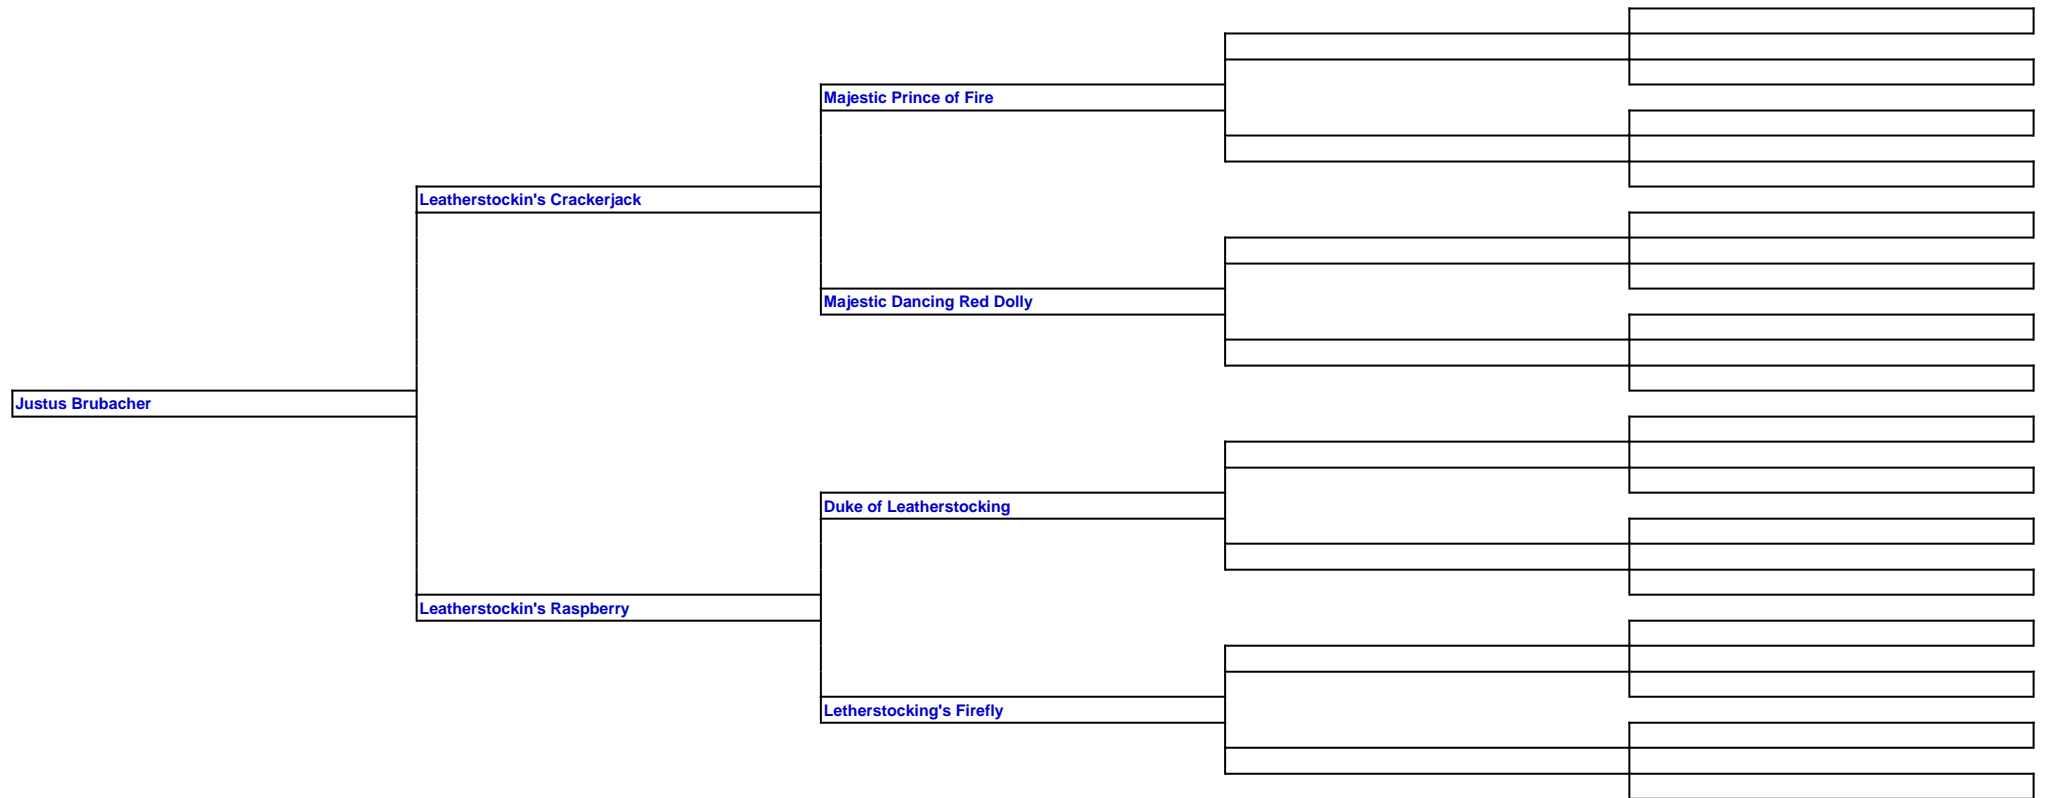 Majestic Prince of Fire
Leatherstockin's Crackerjack
Majestic Dancing Red Dolly
Justus Brubacher
Duke of Leatherstocking
Leatherstockin's Raspberry
Letherstocking's Firefly